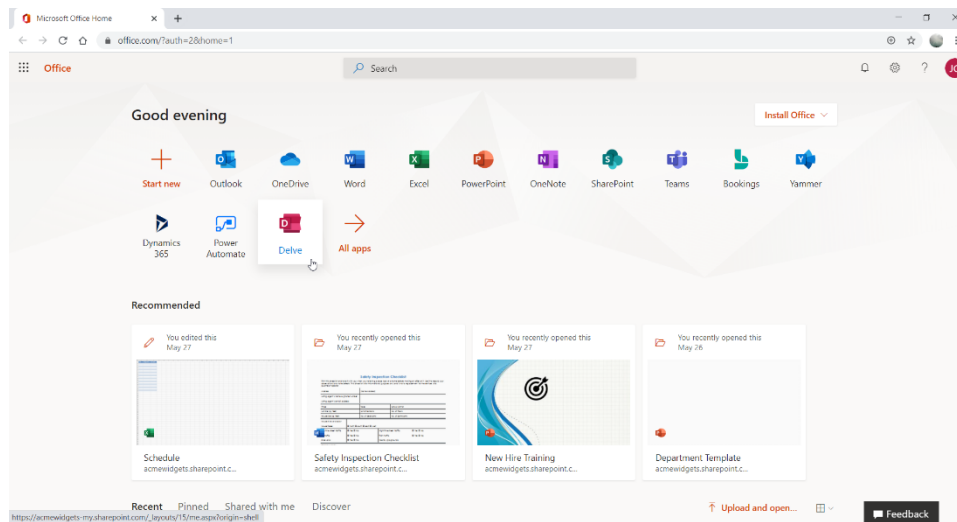 Microsoft Office Home
office.com/?auth=2&home=1
Office
Search
JC
Good evening
Install Office
Start new
Outlook
OneDrive
Word
Excel
PowerPoint
OneNote
SharePoint
Teams
Bookings
Yammer
Dynamics
365
Power
Automate
Delve
All apps
Recommended
You edited this
May 27
You recently opened this
May 27
You recently opened this
May 27
You recently opened this
May 26
Safety Inspection Checklist
Schedule
acmewidgets.sharepoint.c...
Safety Inspection Checklist
acmewidgets.sharepoint.c...
New Hire Training
acmewidgets.sharepoint.c...
Department Template
acmewidgets.sharepoint.c...
Recent Pinned Shared with me Discover
Upload and open...
https://acmewidgets-my.sharepoint.com/_layouts/15/me.aspx?origin=shell
Feedback